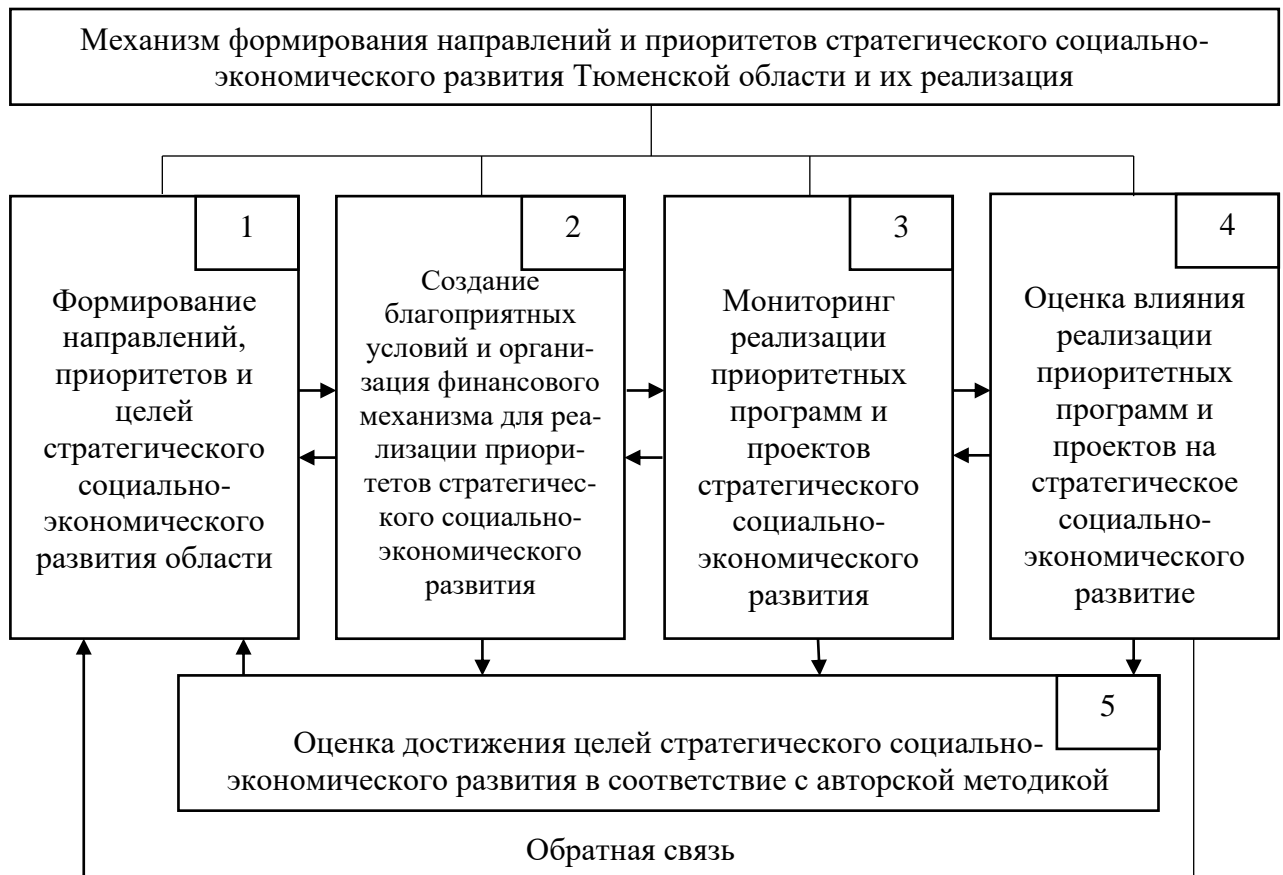 Механизм формирования направлений и приоритетов стратегического социально-
экономического развития Тюменской области и их реализация
1
Формирование
направлений,
приоритетов и
целей
стратегического
социально-
экономического
развития области
2
Создание
благоприятных
условий и органи-
зация финансового
механизма для реа-
лизации приори-
тетов стратегичес-
кого социально-
экономического
развития
3
Мониторинг
реализации
приоритетных
программ и
проектов
стратегического
социально-
экономического
развития
4
Оценка влияния
реализации
приоритетных
программ и
проектов на
стратегическое
социально-
экономического
развитие
5
Оценка достижения целей стратегического социально-
экономического развития в соответствие с авторской методикой
Обратная связь